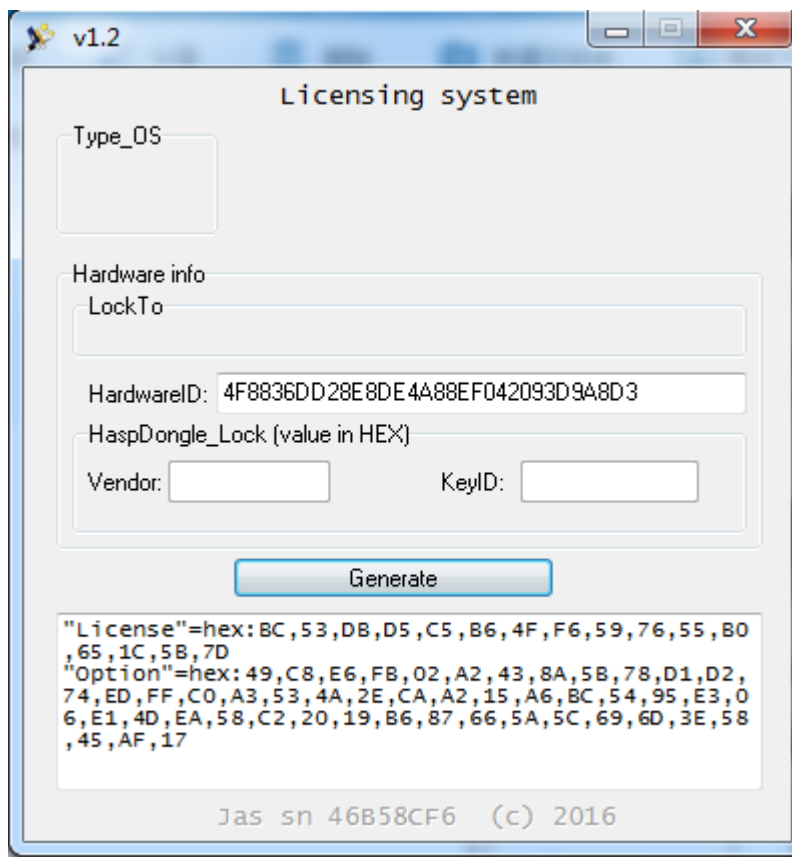 v1.2
Licensing system
Type_OS
Hardware info
LockTo
HardwareID: 4F8836DD28E8DE4A88EF042093D9A8D3
HaspDongle_Lock (value in HEX)
Vendor: KeyID:
Generate
"License"=hex:BC,53,DB,D5,C5,B6,4F,F6,59,76,55,B0
,65,1C,5B,7D
"Option"=hex:49,C8,E6,FB,02,A2,43,8A,5B,78,D1,D2,
74,ED,FF,C0,A3,53,4A,2E,CA,A2,15,A6,BC,54,95,E3,0
6,E1,4D,EA,58,C2,20,19,B6,87,66,5A,5C,69,6D,3E,58
,45,AF,17
Jas sn 46B58CF6 (c) 2016